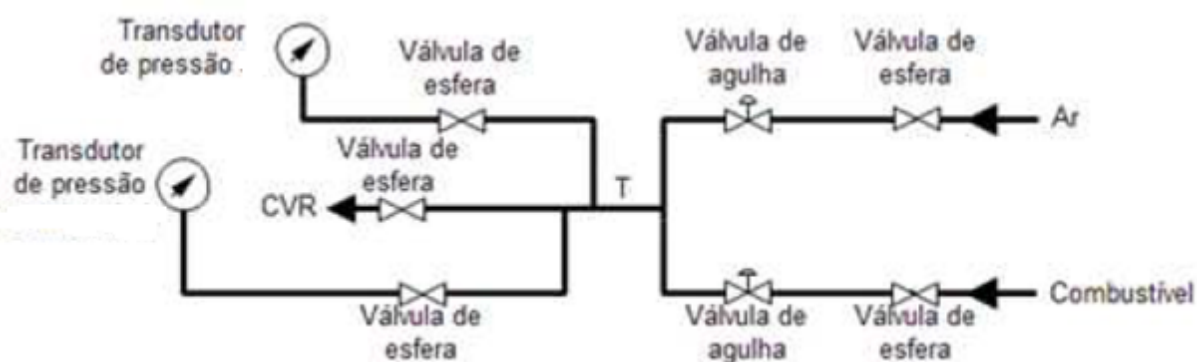 Transdutor
de pressão
Válvula de
esfera
Válvula de
agulha
Válvula de
esfera
Ar
Transdutor
de pressão
Válvula de
esfera
CVR
T
Válvula de
esfera
Válvula de
agulha
Válvula de
esfera
Combustível